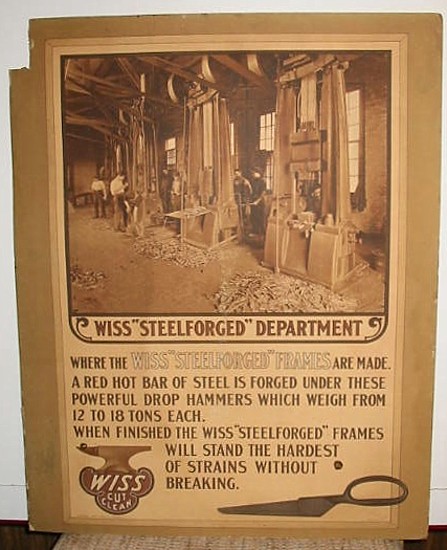 WISS "STEELFORGED" DEPARTMENT
WHERE THE WISS "STEELFORGED" FRAMES ARE MADE.
A RED HOT BAR OF STEEL IS FORGED UNDER THESE
POWERFUL DROP HAMMERS WHICH WEIGH FROM
12 TO 18 TONS EACH.
WHEN FINISHED THE WISS "STEELFORGED" FRAMES
WILL STAND THE HARDEST
OF STRAINS WITHOUT
BREAKING.
WISS
CUT
CLEAN